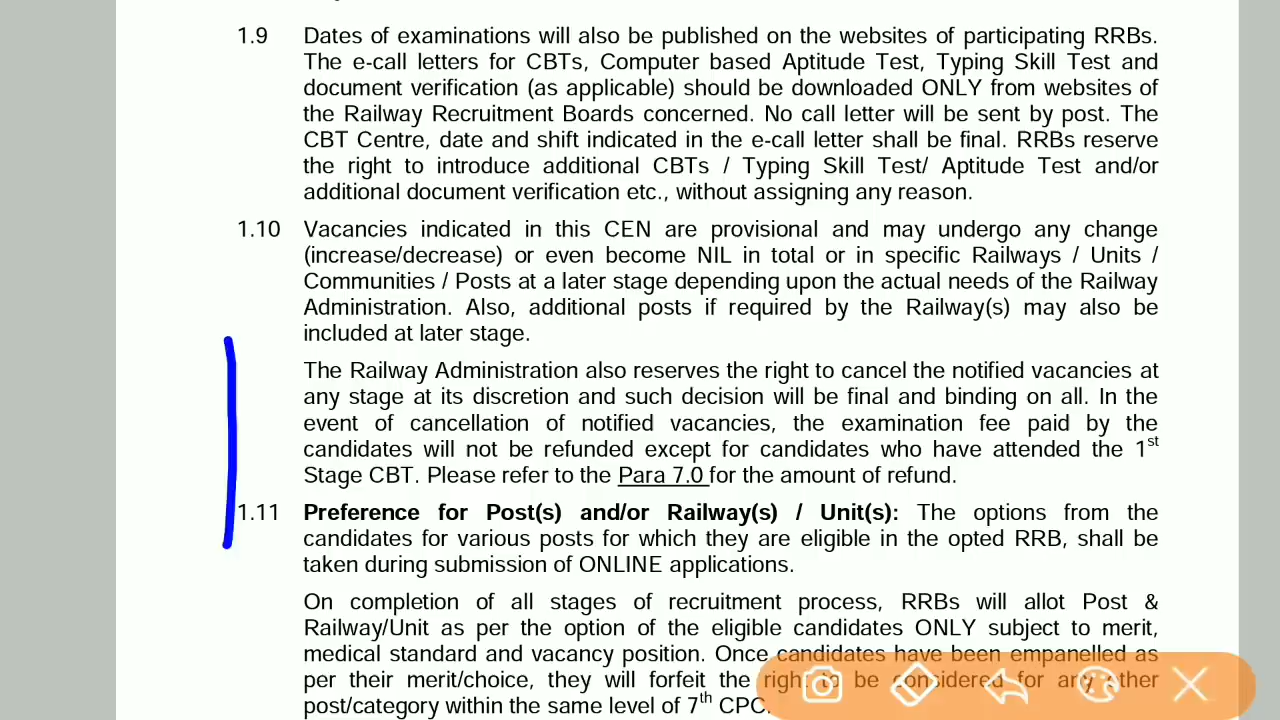 1.9 Dates of examinations will also be published on the websites of participating RRBs.
The e-call letters for CBTs, Computer based Aptitude Test, Typing Skill Test and
document verification (as applicable) should be downloaded ONLY from websites of
the Railway Recruitment Boards concerned. No call letter will be sent by post. The
CBT Centre, date and shift indicated in the e-call letter shall be final. RRBs reserve
the right to introduce additional CBTs / Typing Skill Test/ Aptitude Test and/or
additional document verification etc., without assigning any reason.
1.10 Vacancies indicated in this CEN are provisional and may undergo any change
(increase/decrease) or even become NIL in total or in specific Railways / Units /
Communities / Posts at a later stage depending upon the actual needs of the Railway
Administration. Also, additional posts if required by the Railway(s) may also be
included at later stage.
The Railway Administration also reserves the right to cancel the notified vacancies at
any stage at its discretion and such decision will be final and binding on all. In the
event of cancellation of notified vacancies, the examination fee paid by the
candidates will not be refunded except for candidates who have attended the 1st
Stage CBT. Please refer to the Para 7.0 for the amount of refund.
1.11 Preference for Post(s) and/or Railway(s) / Unit(s): The options from the
candidates for various posts for which they are eligible in the opted RRB, shall be
taken during submission of ONLINE applications.
On completion of all stages of recruitment process, RRBs will allot Post &
Railway/Unit as per the option of the eligible candidates ONLY subject to merit,
medical standard and vacancy position. Once candidates have been empanelled as
per their merit/choice, they will forfeit the right to be considered for any other
post/category within the same level of 7th CPC.